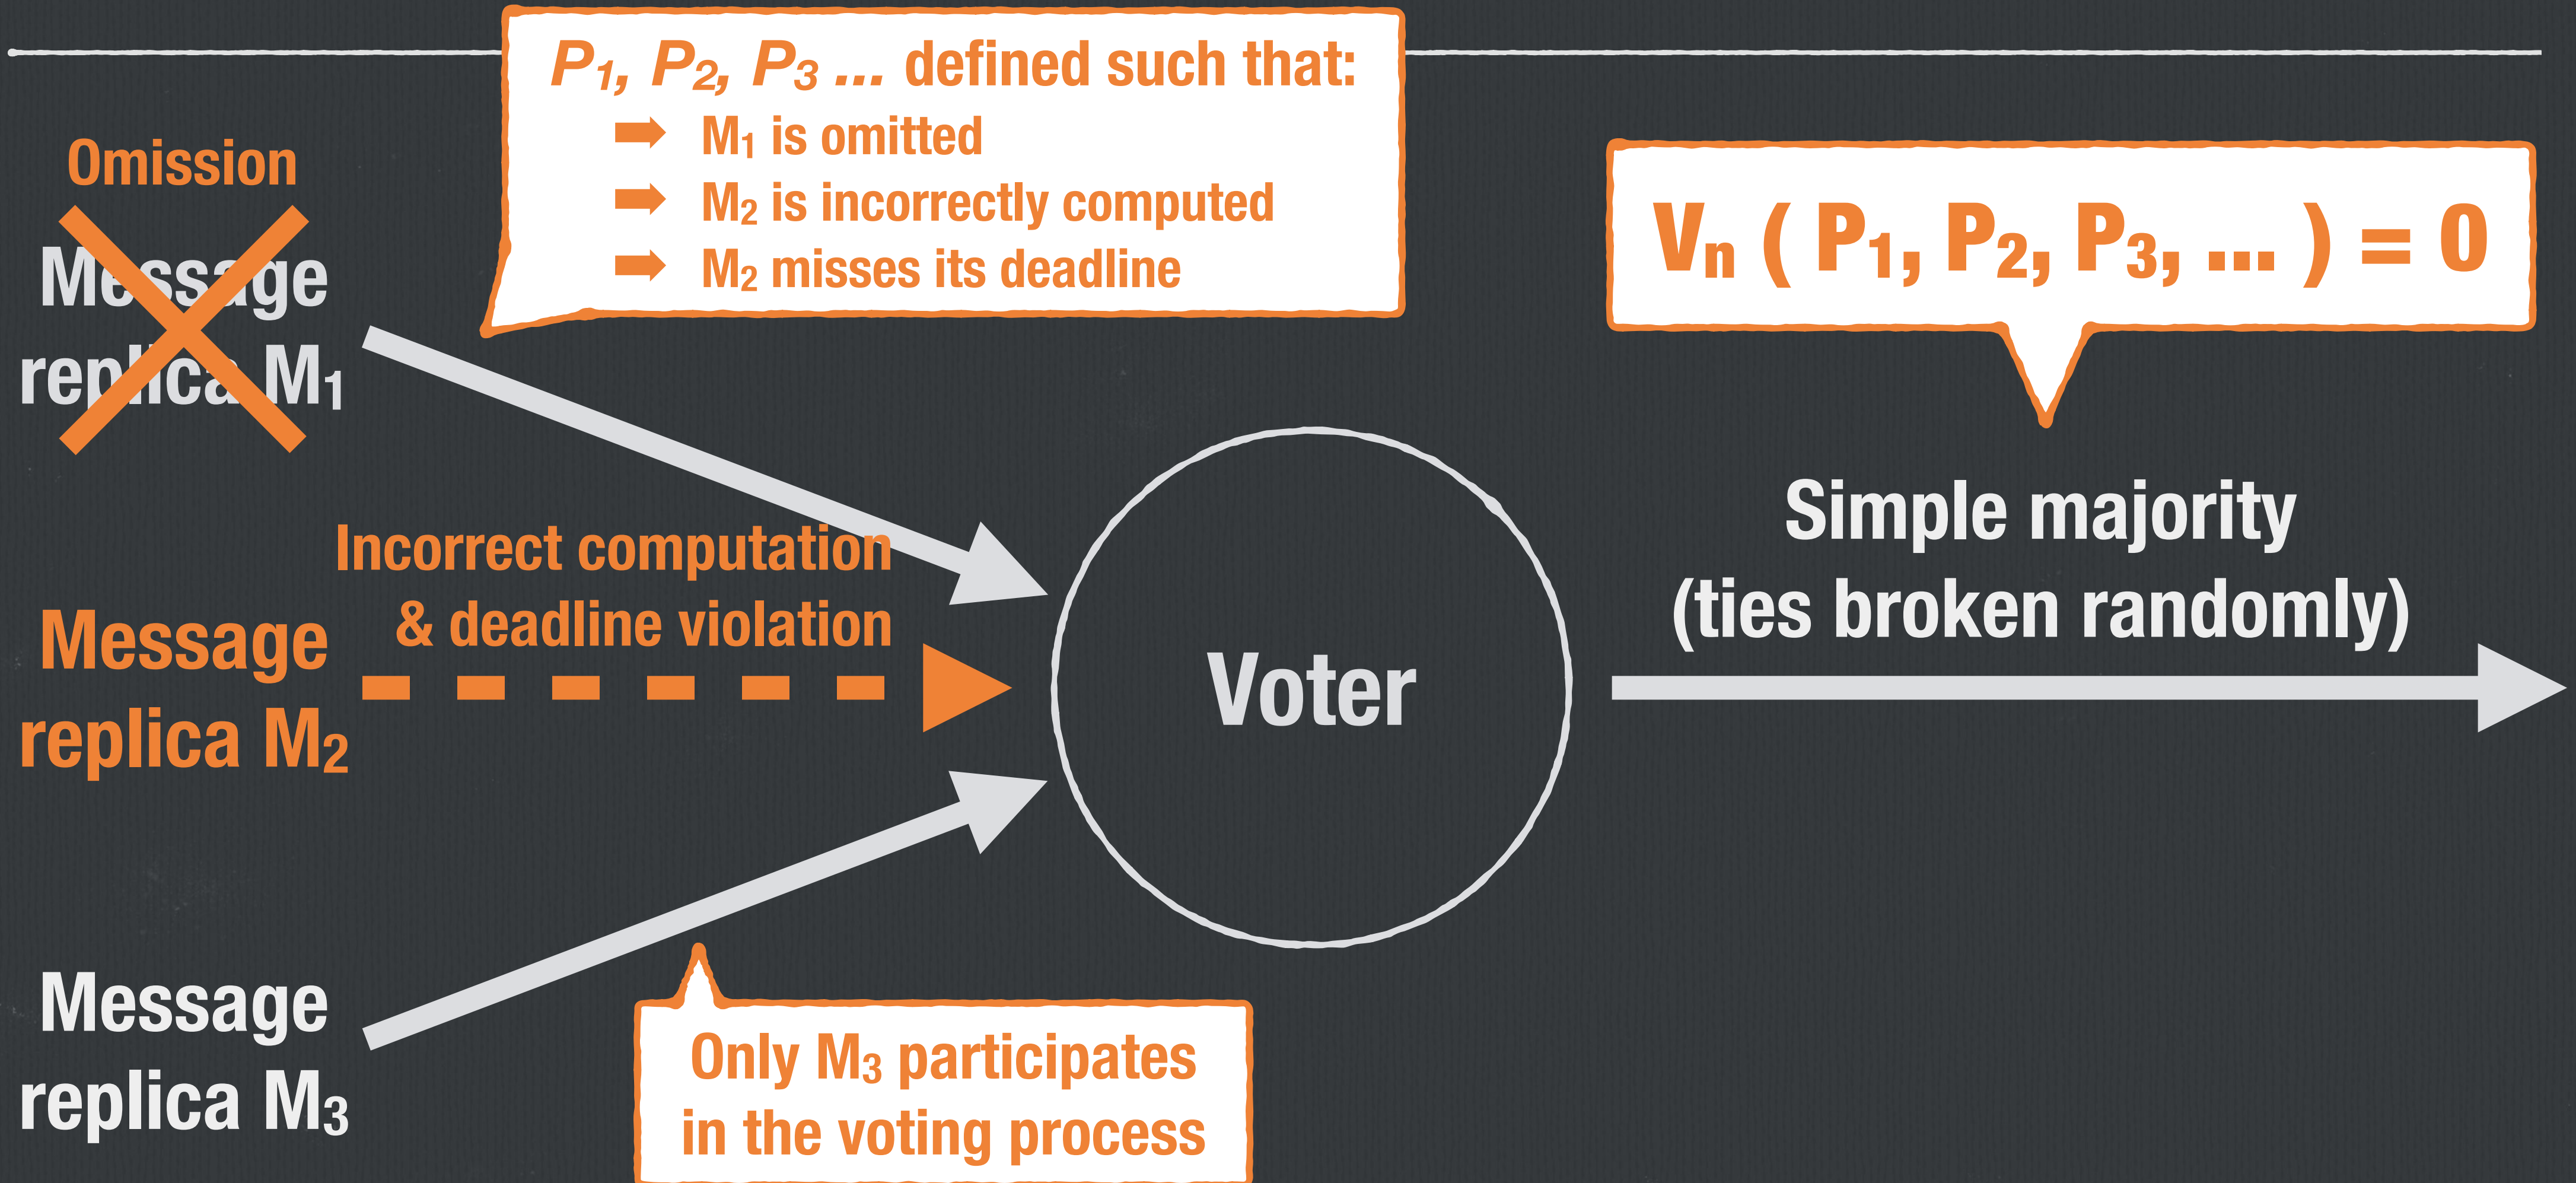 P₁, P₂, P₃ ... defined such that:
➡ M₁ is omitted
➡ M₂ is incorrectly computed
➡ M₂ misses its deadline
Vₙ ( P₁, P₂, P₃, ... ) = 0
Omission
Message
replica M₁
Incorrect computation
& deadline violation
Message
replica M₂
Message
replica M₃
Only M₃ participates
in the voting process
Voter
Simple majority
(ties broken randomly)